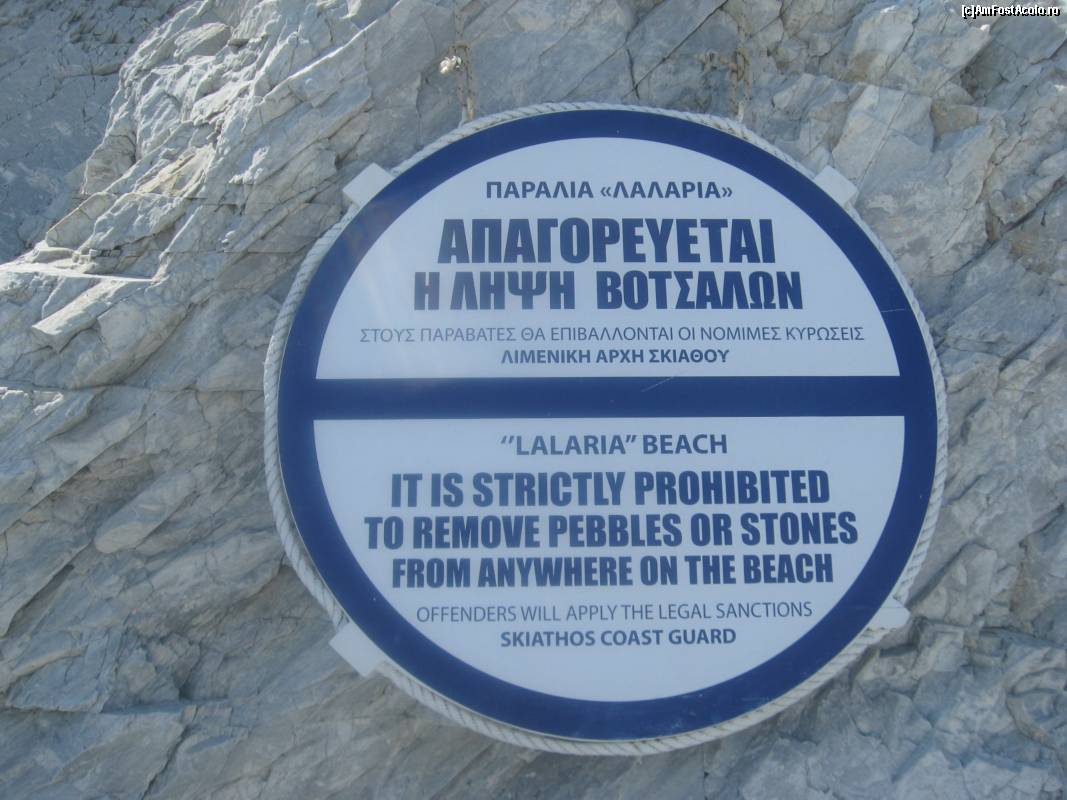 [c]AmFostAcolo.ro
ΠΑΡΑΛΙΑ «ΛΑΛΑΡΙΑ»
ΑΠΑΓΟΡΕΥΕΤΑΙ
Η ΛΗΨΗ ΒΟΤΣΑΛΩΝ
ΣΤΟΥΣ ΠΑΡΑΒΑΤΕΣ ΘΑ ΕΠΙΒΑΛΛΟΝΤΑΙ ΟΙ ΝΟΜΙΜΕΣ ΚΥΡΩΣΕΙΣ
ΛΙΜΕΝΙΚΗ ΑΡΧΗ ΣΚΙΑΘΟΥ
‘’LALARIA” BEACH
IT IS STRICTLY PROHIBITED
TO REMOVE PEBBLES OR STONES
FROM ANYWHERE ON THE BEACH
OFFENDERS WILL APPLY THE LEGAL SANCTIONS
SKIATHOS COAST GUARD